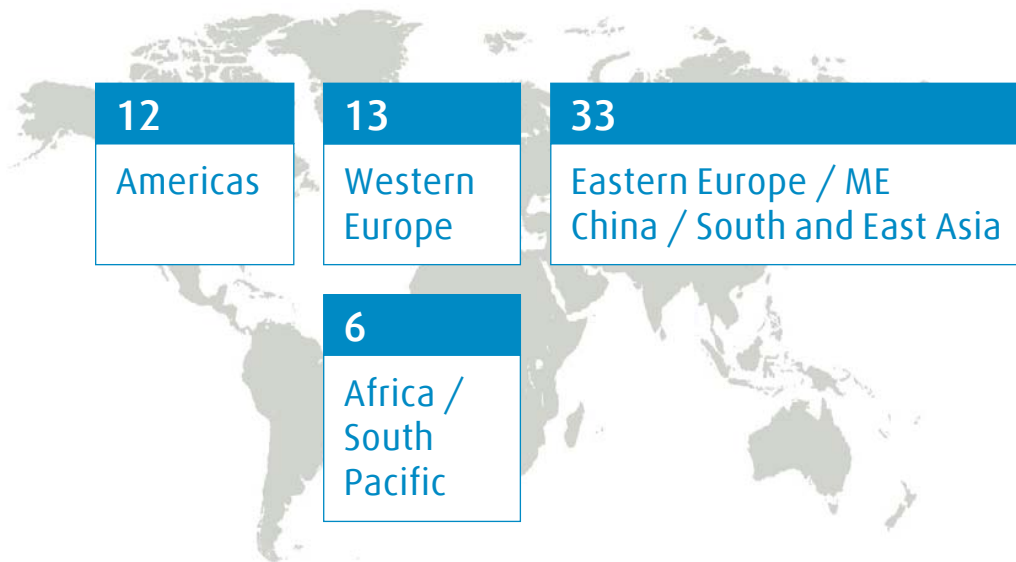 12
Americas
13
Western
Europe
33
Eastern Europe / ME
China / South and East Asia
6
Africa /
South
Pacific